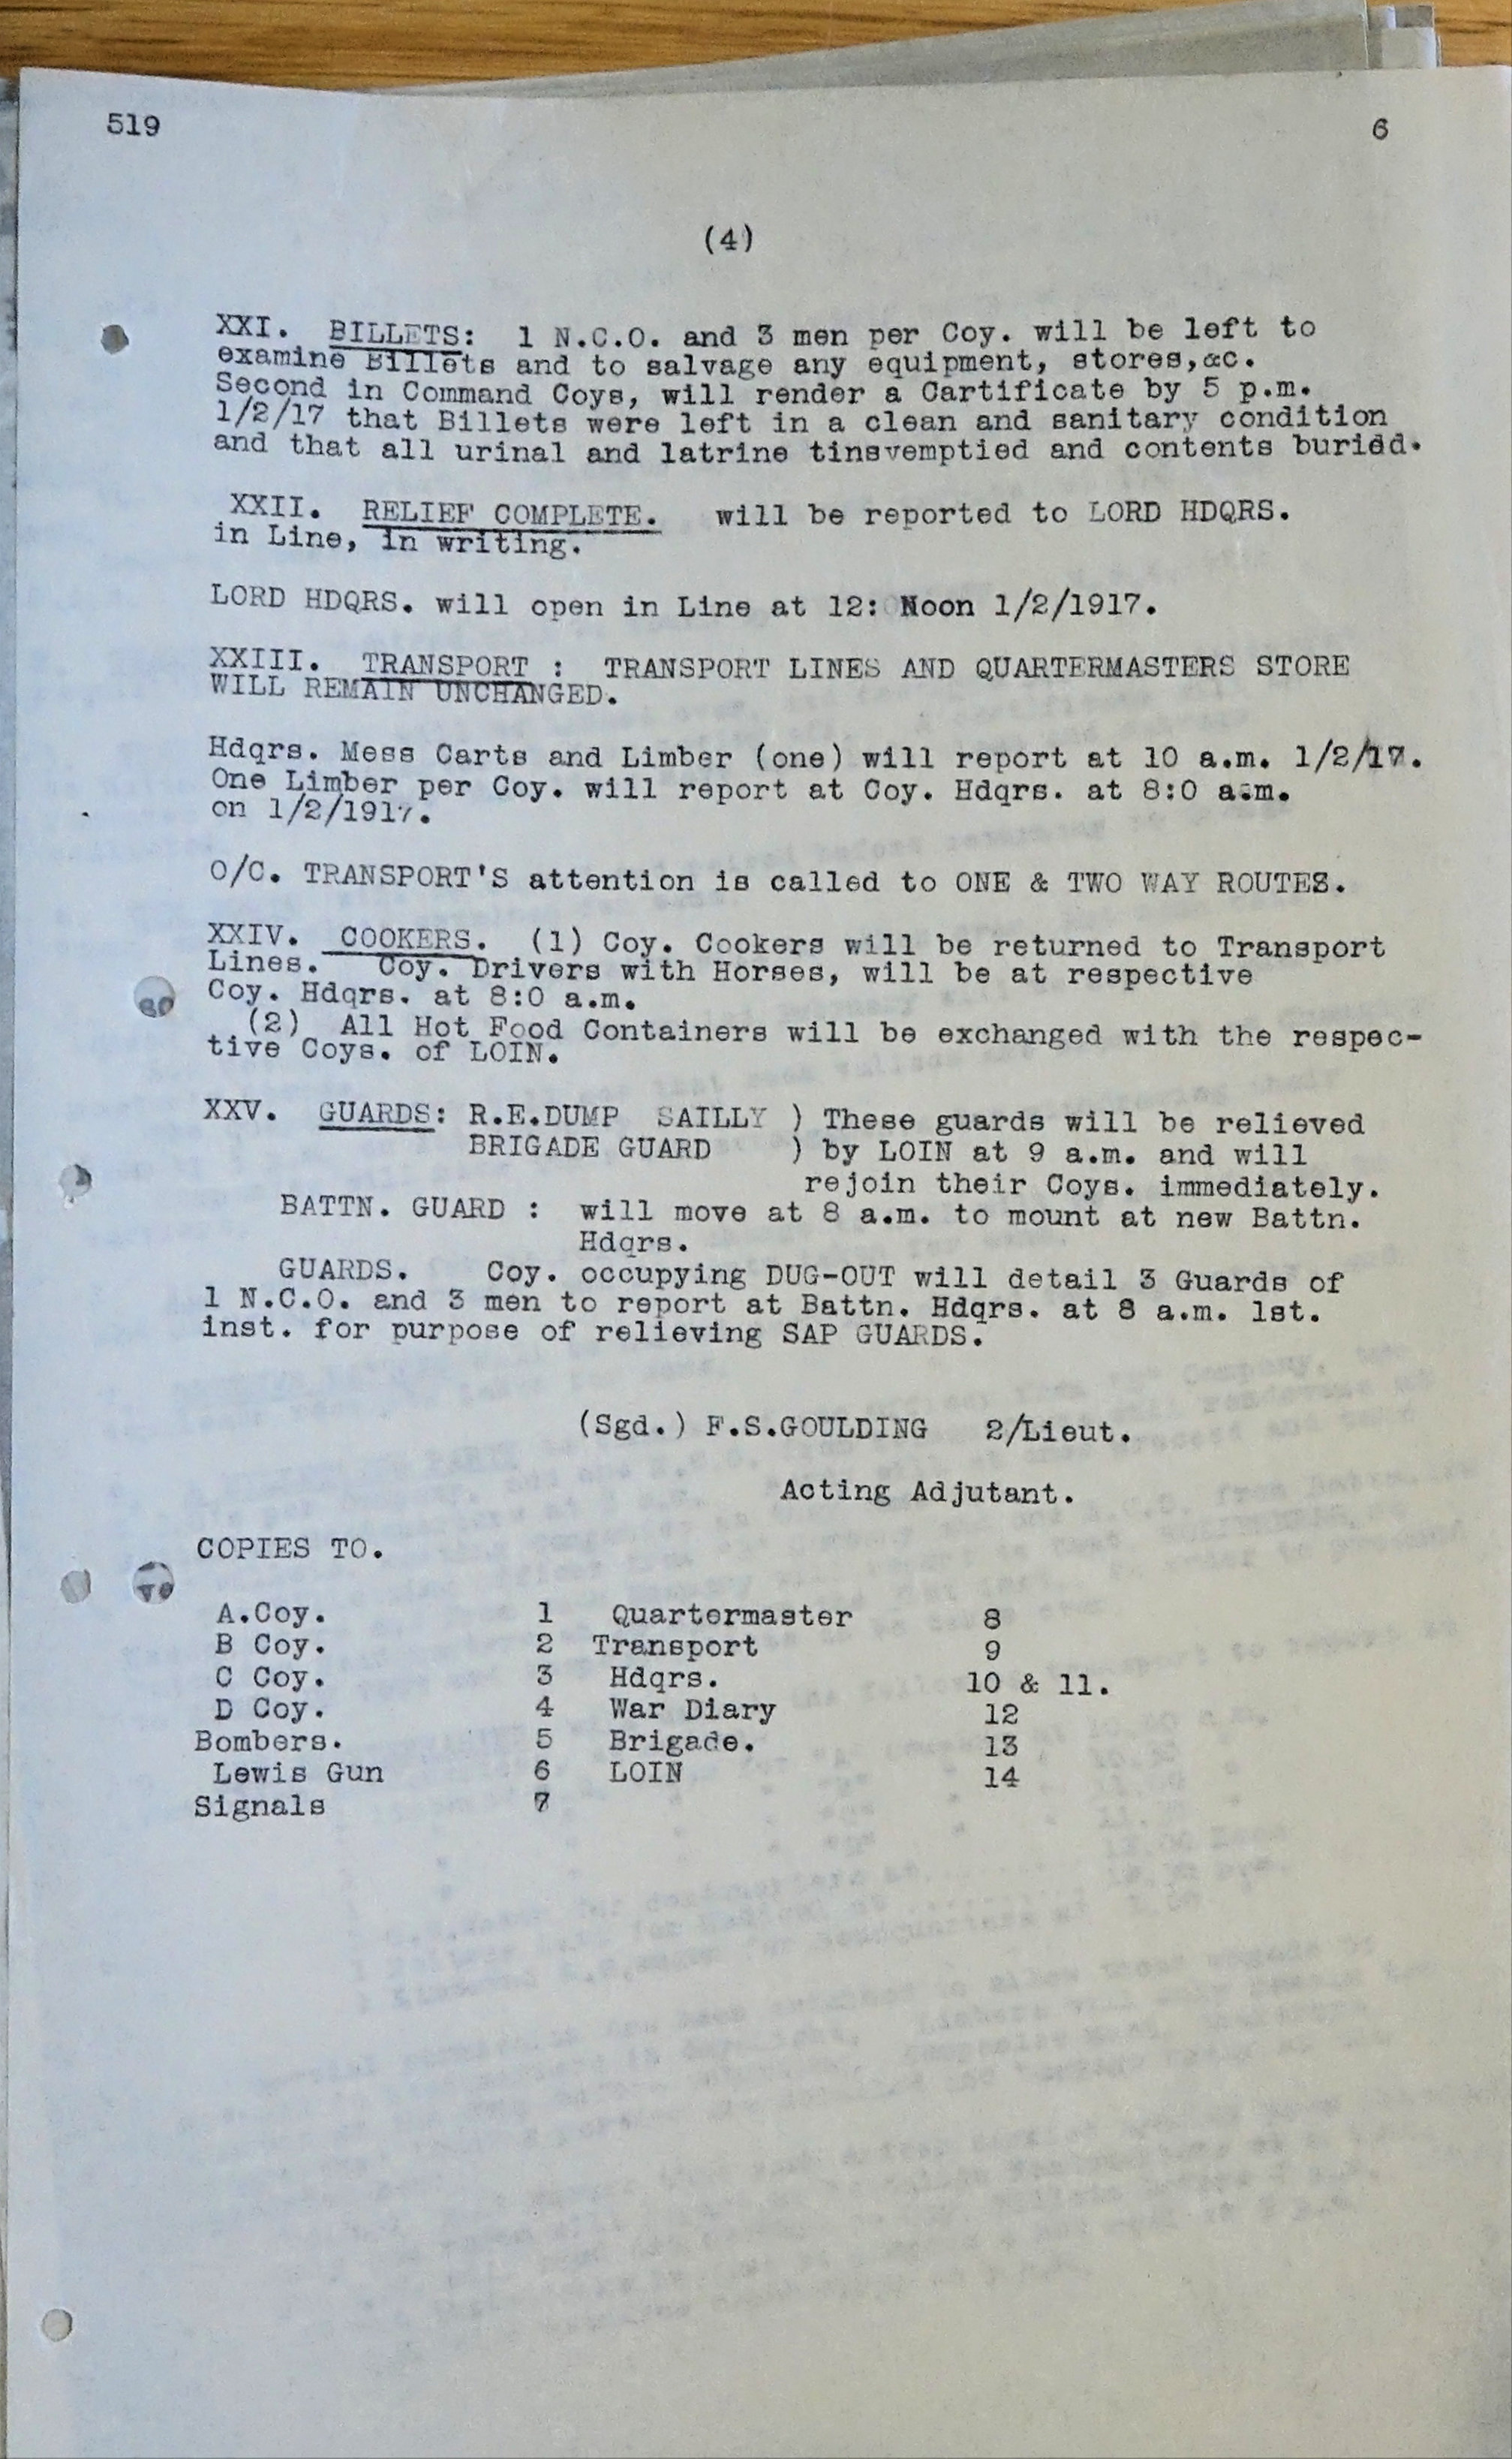 519 6
(4)
XXI. BILLETS: 1 N.C.O. and 3 men per Coy. will be left to
examine Billets and to salvage any equipment, stores,&c.
Second in Command Coys, will render a Cartificate by 5 p.m.
1/2/17 that Billets were left in a clean and sanitary condition
and that all urinal and latrine tinsvemptied and contents buried.
XXII. RELIEF COMPLETE. will be reported to LORD HDQRS.
in Line, in writing.
LORD HDQRS. will open in Line at 12: Noon 1/2/1917.
XXIII. TRANSPORT : TRANSPORT LINES AND QUARTERMASTERS STORE
WILL REMAIN UNCHANGED.
Hdqrs. Mess Carts and Limber (one) will report at 10 a.m. 1/2/17.
One Limber per Coy. will report at Coy. Hdqrs. at 8:0 a.m.
on 1/2/1917.
O/C. TRANSPORT'S attention is called to ONE & TWO WAY ROUTES.
XXIV. COOKERS. (1) Coy. Cookers will be returned to Transport
Lines. Coy. Drivers with Horses, will be at respective
Coy. Hdqrs. at 8:0 a.m.
(2) All Hot Food Containers will be exchanged with the respec-
tive Coys. of LOIN.
XXV. GUARDS: R.E.DUMP SAILLY ) These guards will be relieved
BRIGADE GUARD ) by LOIN at 9 a.m. and will
rejoin their Coys. immediately.
BATTN. GUARD : will move at 8 a.m. to mount at new Battn.
Hdqrs.
GUARDS. Coy. occupying DUG-OUT will detail 3 Guards of
1 N.C.O. and 3 men to report at Battn. Hdqrs. at 8 a.m. 1st.
inst. for purpose of relieving SAP GUARDS.
(Sgd.) F.S.GOULDING 2/Lieut.
Acting Adjutant.
COPIES TO.
A.Coy. 1 Quartermaster 8
B Coy. 2 Transport 9
C Coy. 3 Hdqrs. 10 & 11.
D Coy. 4 War Diary 12
Bombers. 5 Brigade. 13
Lewis Gun 6 LOIN 14
Signals 7